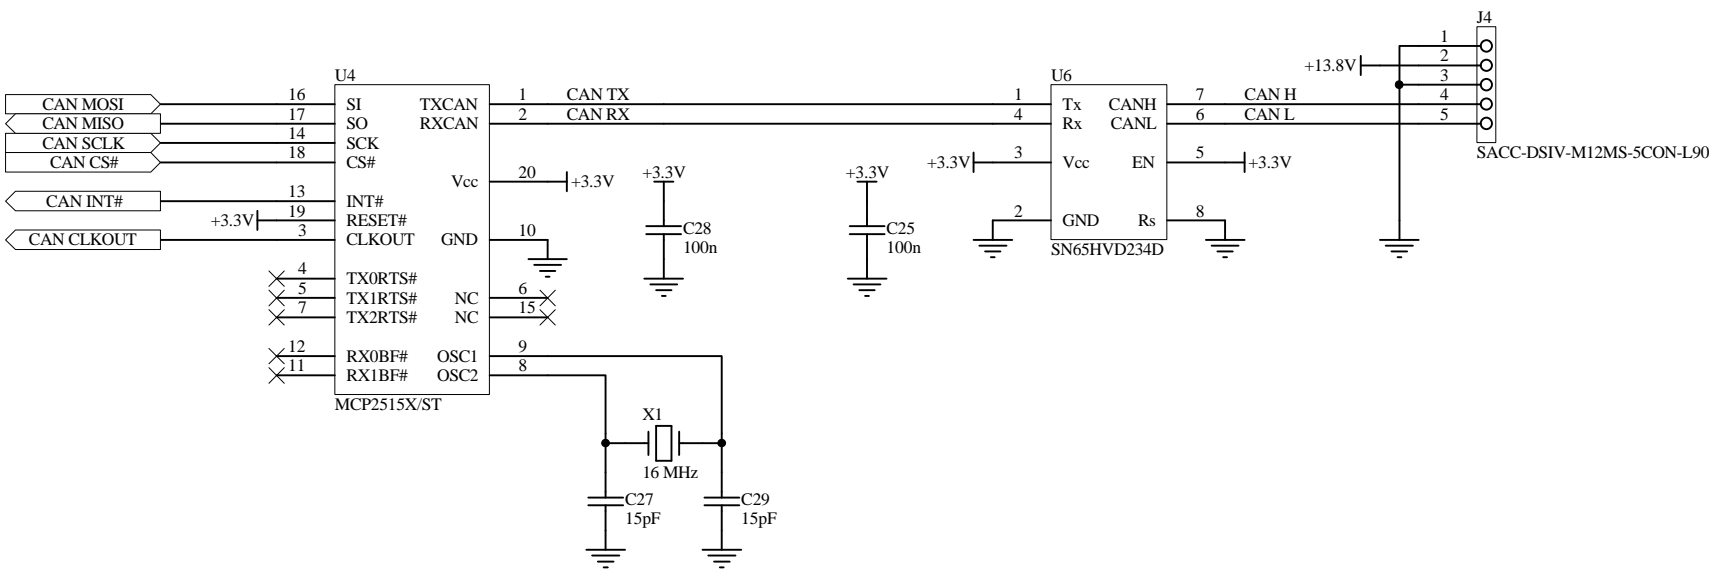 J4
1
+13.8V
2
3
4
5
SACC-DSIV-M12MS-5CON-L90
U4
CAN MOSI
16
SI
TXCAN
1
CAN TX
CAN MISO
17
SO
RXCAN
2
CAN RX
CAN SCLK
14
SCK
CAN CS#
18
CS#
Vcc
20
+3.3V
CAN INT#
13
INT#
+3.3V
19
RESET#
CAN CLKOUT
3
CLKOUT
GND
10
4
TX0RTS#
5
TX1RTS#
NC
6
7
TX2RTS#
NC
15
12
RX0BF#
OSC1
9
11
RX1BF#
OSC2
8
MCP2515X/ST
+3.3V
C28
100n
+3.3V
C25
100n
U6
1
Tx
CANH
7
CAN H
4
Rx
CANL
6
CAN L
+3.3V
3
Vcc
EN
5
+3.3V
2
GND
Rs
8
SN65HVD234D
X1
16 MHz
C27
15pF
C29
15pF